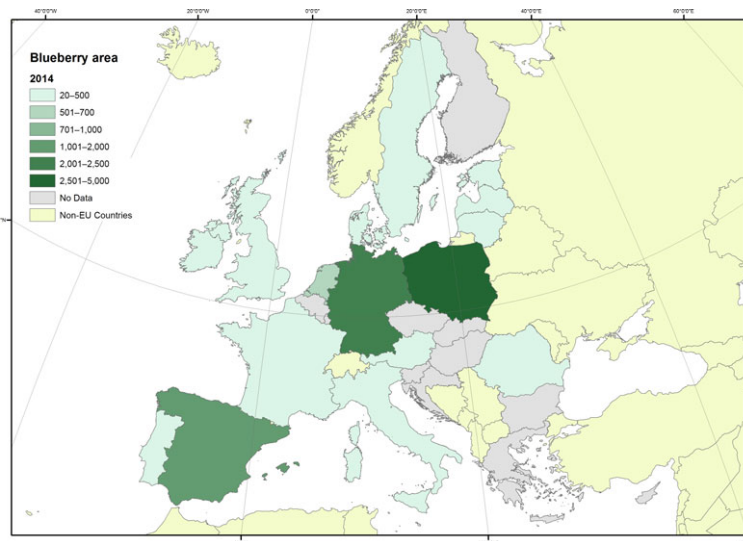 40°0'0"W 20°0'0"W 0°0'0" 20°0'0"E 40°0'0"E 60°0'0"E
Blueberry area
2014
20–500
501–700
701–1,000
1,001–2,000
2,001–2,500
2,501–5,000
No Data
Non-EU Countries